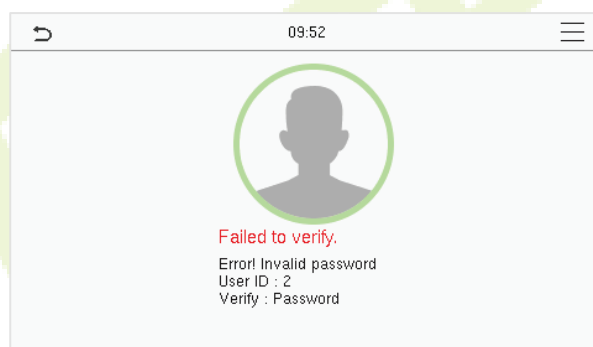 09:52
Failed to verify.
Error! Invalid password
User ID : 2
Verify : Password